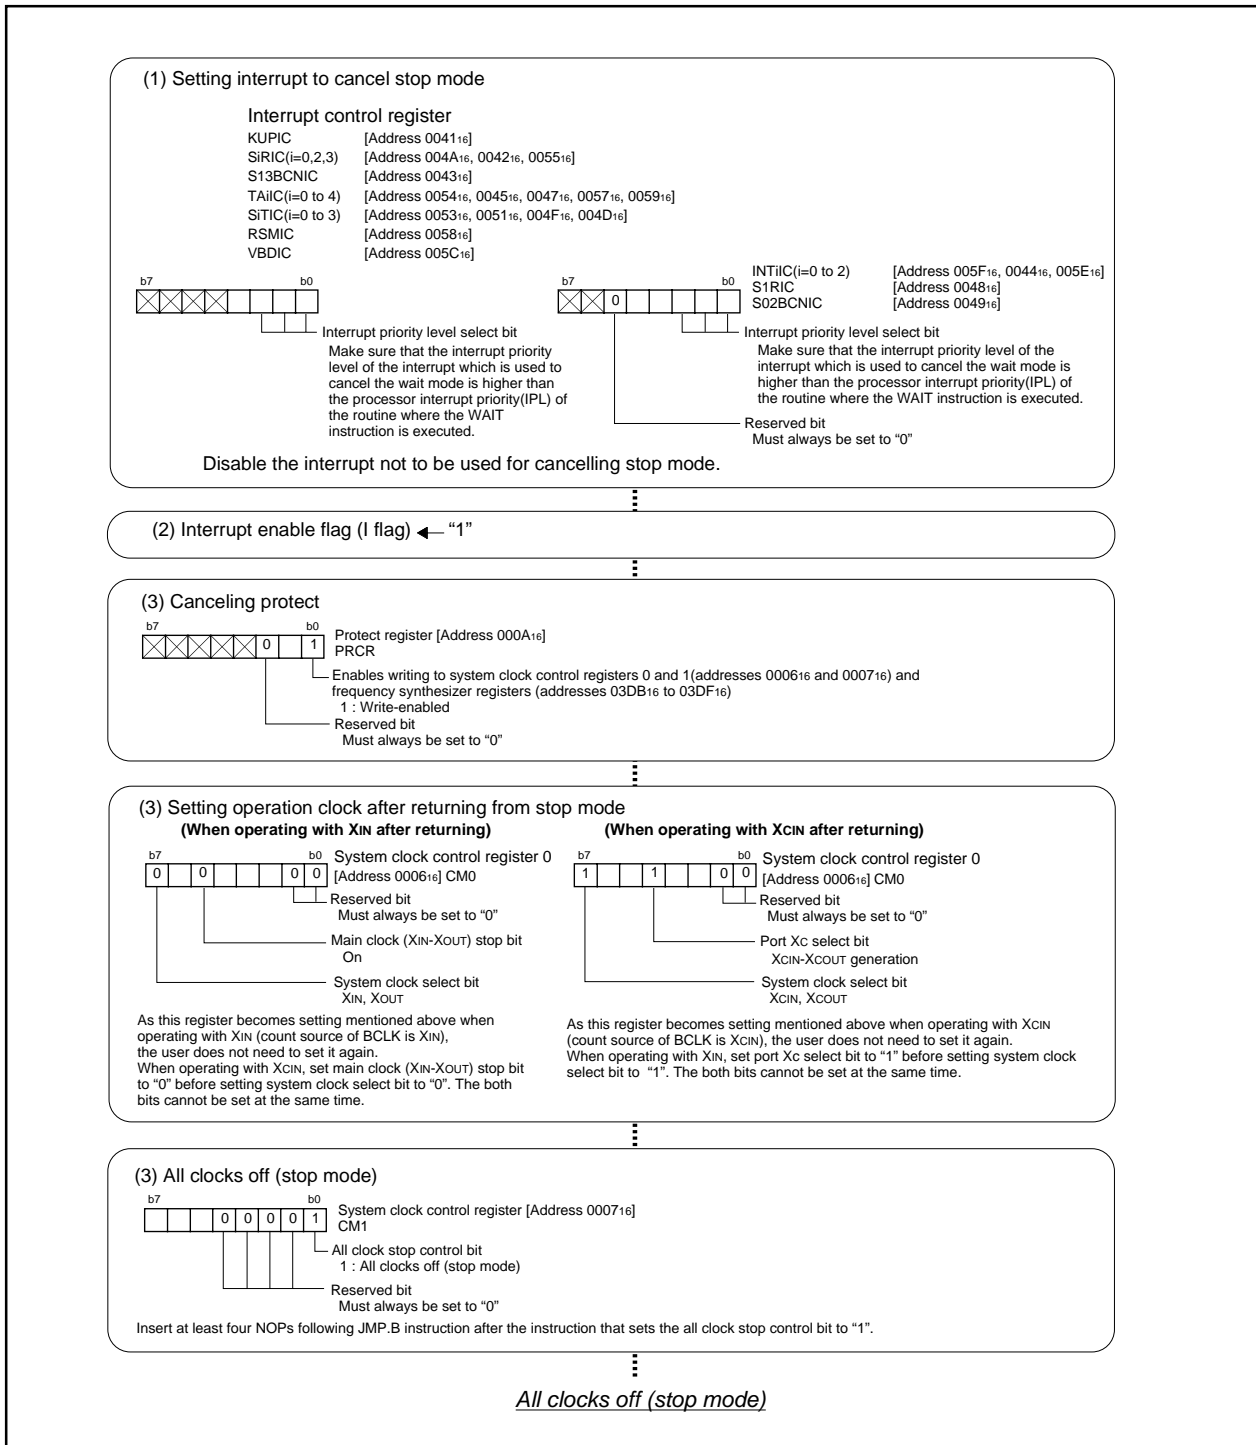 (1) Setting interrupt to cancel stop mode
Interrupt control register
KUPIC [Address 004116]
SiRIC(i=0,2,3) [Address 004A16, 004216, 005516]
S13BCNIC [Address 004316]
TAiIC(i=0 to 4) [Address 005416, 004516, 004716, 005716, 005916]
SiTIC(i=0 to 3) [Address 005316, 005116, 004F16, 004D16]
RSMIC [Address 005816]
VBDIC [Address 005C16]
b7 b0
Interrupt priority level select bit
Make sure that the interrupt priority
level of the interrupt which is used to
cancel the wait mode is higher than
the processor interrupt priority(IPL) of
the routine where the WAIT
instruction is executed.
INTiIC(i=0 to 2) [Address 005F16, 004416, 005E16]
S1RIC [Address 004816]
S02BCNIC [Address 004916]
b7 b0
0
Interrupt priority level select bit
Make sure that the interrupt priority level of the
interrupt which is used to cancel the wait mode is
higher than the processor interrupt priority(IPL) of
the routine where the WAIT instruction is executed.
Reserved bit
Must always be set to “0”
Disable the interrupt not to be used for cancelling stop mode.
(2) Interrupt enable flag (I flag) ← “1”
(3) Canceling protect
b7 b0
0 1
Protect register [Address 000A16]
PRCR
Enables writing to system clock control registers 0 and 1(addresses 000616 and 000716) and
frequency synthesizer registers (addresses 03DB16 to 03DF16)
1 : Write-enabled
Reserved bit
Must always be set to “0”
(3) Setting operation clock after returning from stop mode
(When operating with XIN after returning)
b7 b0
0 0 0 0
System clock control register 0
[Address 000616] CM0
Reserved bit
Must always be set to “0”
Main clock (XIN-XOUT) stop bit
On
System clock select bit
XIN, XOUT
As this register becomes setting mentioned above when
operating with XIN (count source of BCLK is XIN),
the user does not need to set it again.
When operating with XCIN, set main clock (XIN-XOUT) stop bit
to “0” before setting system clock select bit to “0”. The both
bits cannot be set at the same time.
(When operating with XCIN after returning)
b7 b0
1 1 0 0
System clock control register 0
[Address 000616] CM0
Reserved bit
Must always be set to “0”
Port XC select bit
XCIN-XCOUT generation
System clock select bit
XCIN, XCOUT
As this register becomes setting mentioned above when operating with XCIN
(count source of BCLK is XCIN), the user does not need to set it again.
When operating with XIN, set port XC select bit to “1” before setting system clock
select bit to “1”. The both bits cannot be set at the same time.
(3) All clocks off (stop mode)
b7 b0
0 0 0 0 1
System clock control register [Address 000716]
CM1
All clock stop control bit
1 : All clocks off (stop mode)
Reserved bit
Must always be set to “0”
Insert at least four NOPs following JMP.B instruction after the instruction that sets the all clock stop control bit to “1”.
All clocks off (stop mode)